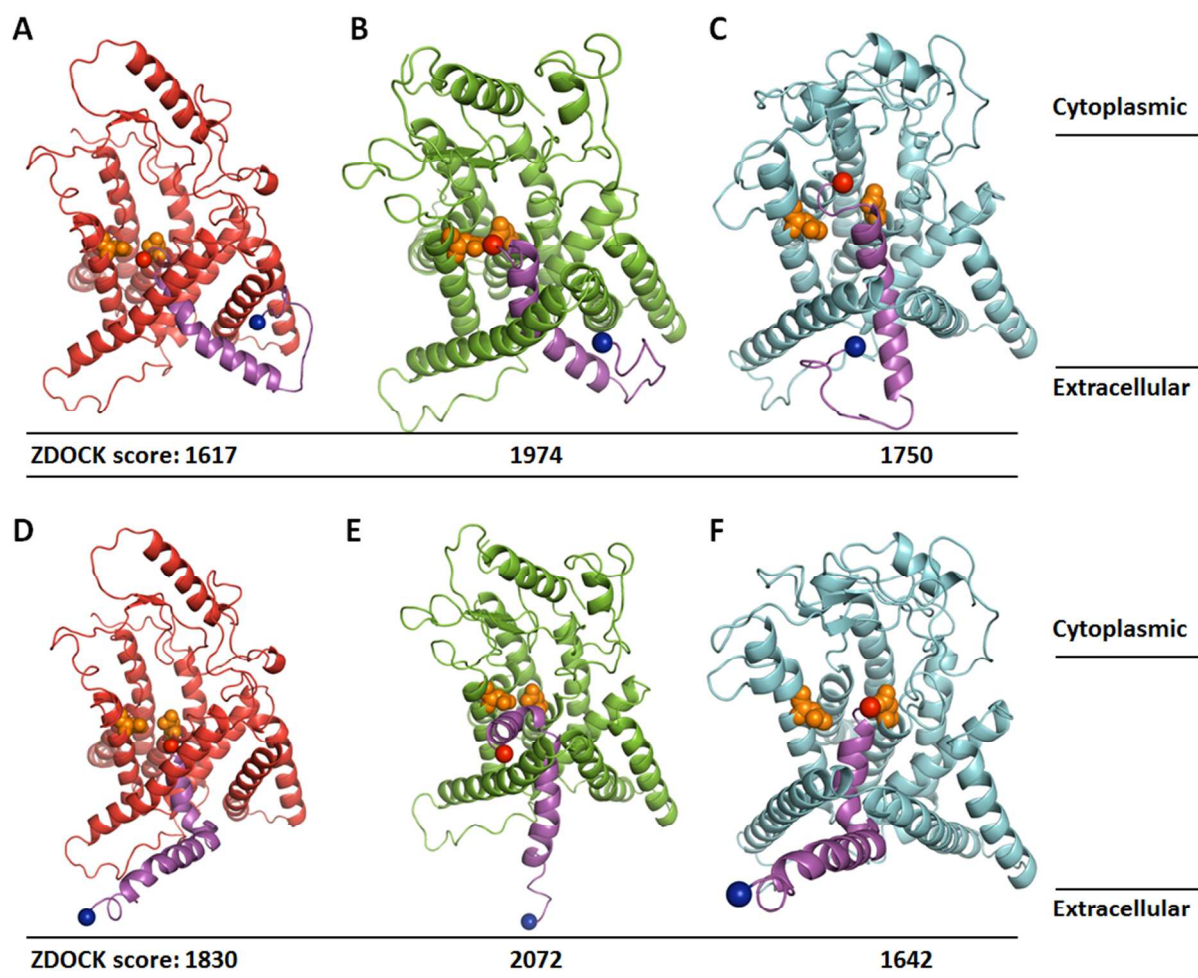 A B C
Cytoplasmic
Extracellular
ZDOCK score: 1617 1974 1750
D E F
Cytoplasmic
Extracellular
ZDOCK score: 1830 2072 1642